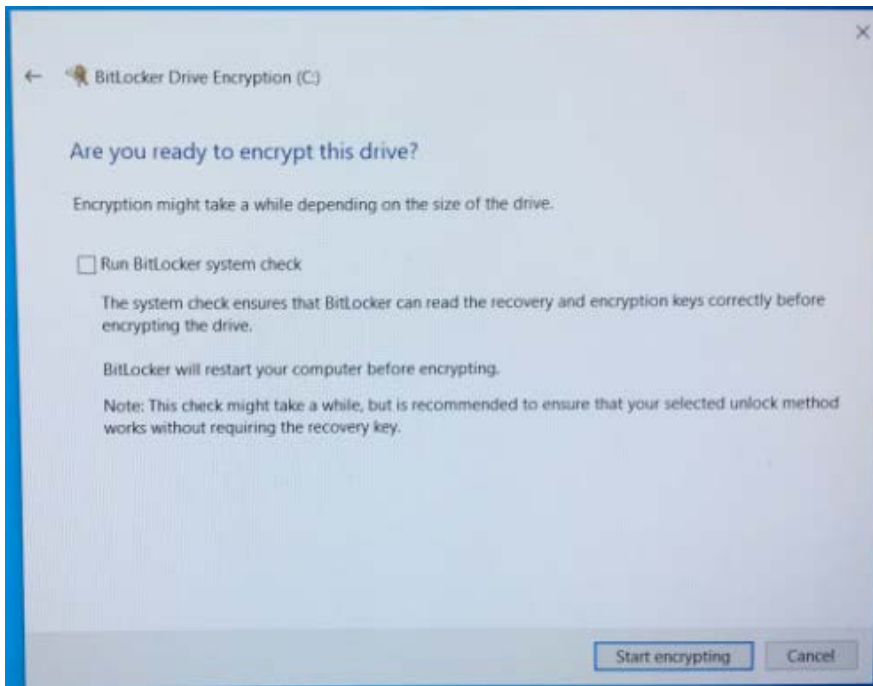 BitLocker Drive Encryption (C:)
Are you ready to encrypt this drive?
Encryption might take a while depending on the size of the drive.
Run BitLocker system check
The system check ensures that BitLocker can read the recovery and encryption keys correctly before
encrypting the drive.
BitLocker will restart your computer before encrypting.
Note: This check might take a while, but is recommended to ensure that your selected unlock method
works without requiring the recovery key.
Start encrypting Cancel